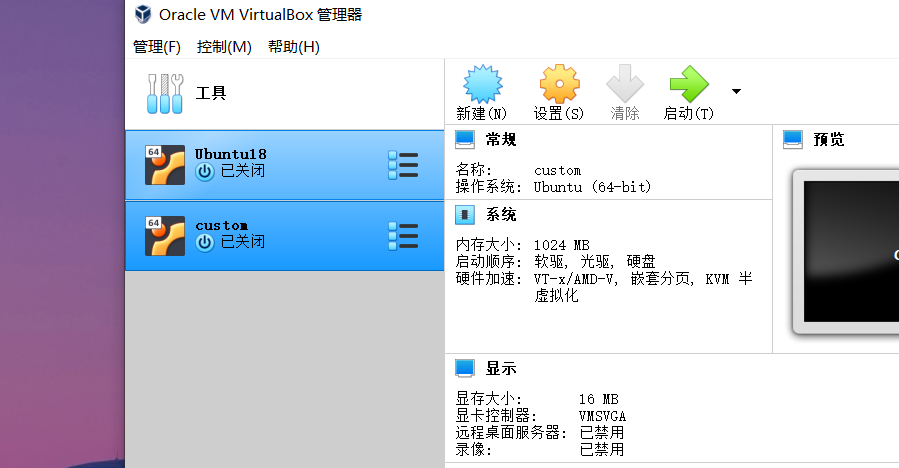 Oracle VM VirtualBox 管理器
管理(F) 控制(M) 帮助(H)
工具
新建(N) 设置(S) 清除 启动(T)
64 Ubuntu18
已关闭
64 custom
已关闭
常规
名称: custom
操作系统: Ubuntu (64-bit)
系统
内存大小: 1024 MB
启动顺序: 软驱, 光驱, 硬盘
硬件加速: VT-x/AMD-V, 嵌套分页, KVM 半
虚拟化
预览
显示
显存大小: 16 MB
显卡控制器: VMSVGA
远程桌面服务器: 已禁用
录像: 已禁用